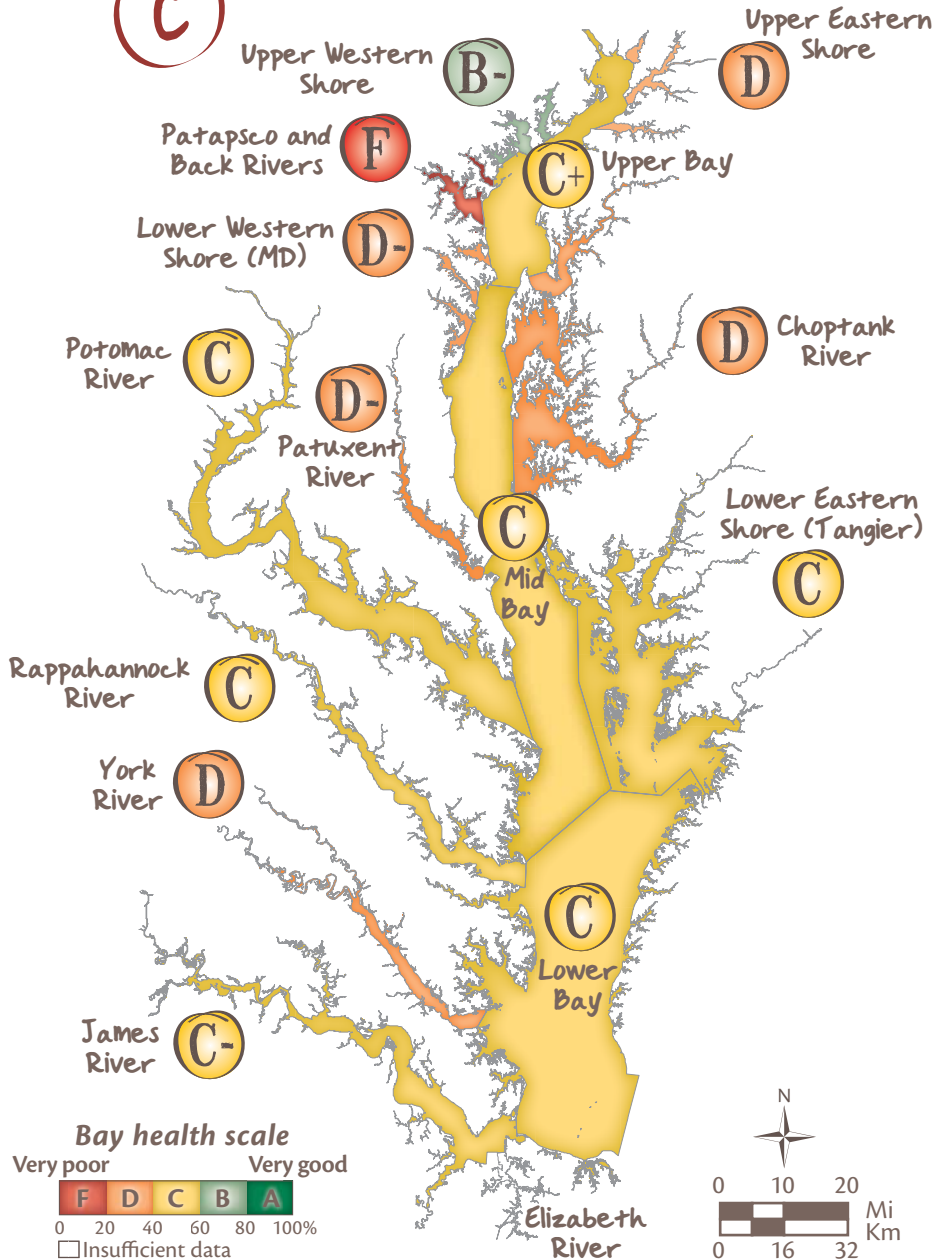 C
Upper Eastern
Shore
D
Upper Western
Shore
B-
Patapsco and
Back Rivers
F
C+
Upper Bay
Lower Western
Shore (MD)
D-
Potomac
River
C
D
Choptank
River
D-
Patuxent
River
Lower Eastern
Shore (Tangier)
C
C
Mid
Bay
Rappahannock
River
C
York
River
D
C
Lower
Bay
James
River
C-
Elizabeth
River
Bay health scale
Very poor Very good
F D C B A
0 20 40 60 80 100%
Insufficient data
N
0 10 20
Mi
Km
0 16 32